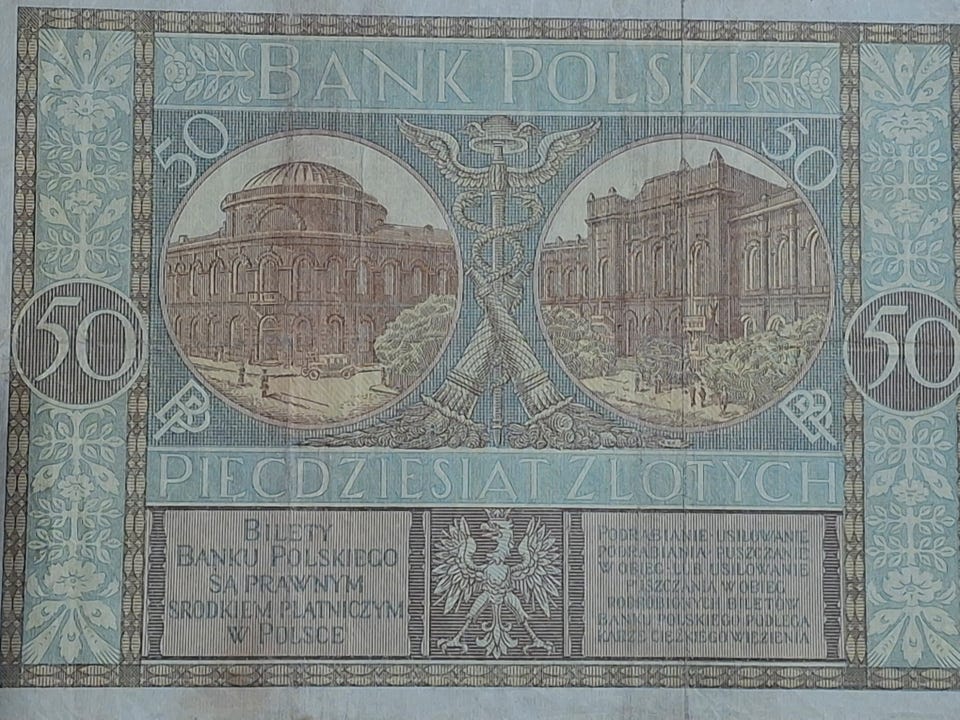 BANK POLSKI
50 50
50 50
PIĘĆDZIESIĄT ZŁOTYCH
BILETY
BANKU POLSKIEGO
SĄ PRAWNYM
ŚRODKIEM PŁATNICZYM
W POLSCE
PODRABIANIE·USIŁOWANIE
PODRABIANIA·PUSZCZANIE
W OBIEG·LUB USIŁOWANIE
PUSZCZANIA W OBIEG
PODROBIONYCH BILETÓW
BANKU POLSKIEGO PODLEGA
KARZE CIĘŻKIEGO WIĘZIENIA